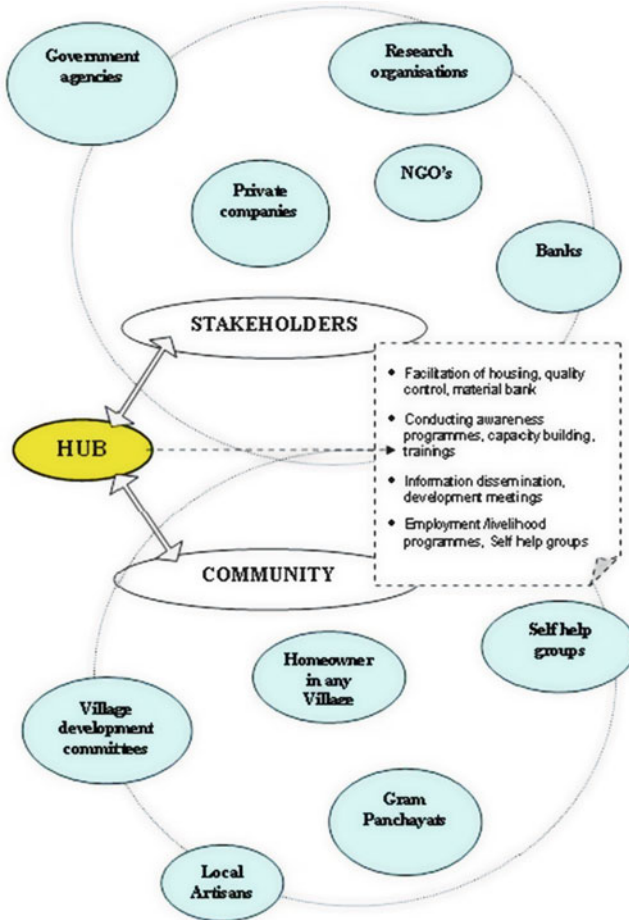 Government
agencies
Research
organisations
NGO's
Private
companies
Banks
STAKEHOLDERS
Facilitation of housing, quality
control, material bank
Conducting awareness
programmes, capacity building,
trainings
Information dissemination,
development meetings
Employment /livelihood
programmes, Self help groups
HUB
COMMUNITY
Self help
groups
Homeowner
in any
Village
Village
development
committees
Gram
Panchayats
Local
Artisans